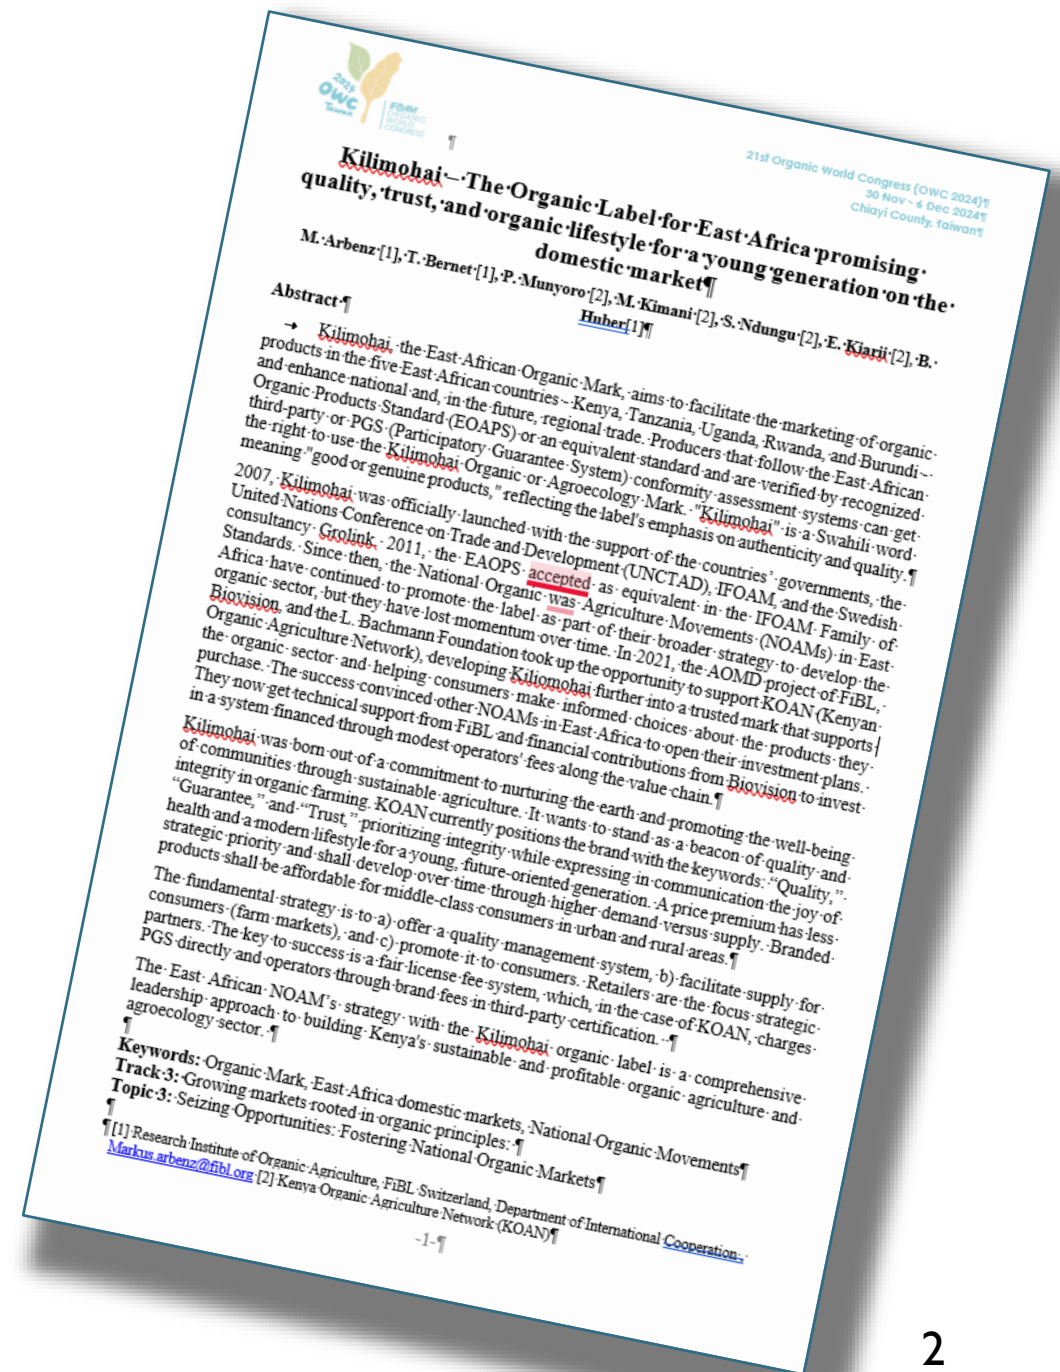 2024
OWC
Taiwan
IFOAM
ORGANIC
WORLD
CONGRESS
¶
21st Organic World Congress (OWC 2024)¶
30 Nov - 6 Dec 2024¶
Chiayi County, Taiwan¶
Kilimohai – The Organic Label for East Africa promising
quality, trust, and organic lifestyle for a young generation on the
domestic market¶
M. Arbenz [1], T. Bernet [1], P. Munyoro [2], M. Kimani [2], S. Ndungu [2], E. Kiarii [2], B.
Huber[1]¶
Abstract ¶
→ Kilimohai, the East African Organic Mark, aims to facilitate the marketing of organic
products in the five East African countries - Kenya, Tanzania, Uganda, Rwanda, and Burundi -
and enhance national and, in the future, regional trade. Producers that follow the East African
Organic Products Standard (EOAPS) or an equivalent standard and are verified by recognized
third-party or PGS (Participatory Guarantee System) conformity assessment systems can get
the right to use the Kilimohai Organic or Agroecology Mark. "Kilimohai" is a Swahili word
meaning "good or genuine products," reflecting the label's emphasis on authenticity and quality.¶
2007, Kilimohai was officially launched with the support of the countries' governments, the
United Nations Conference on Trade and Development (UNCTAD), IFOAM, and the Swedish
consultancy Grolink. 2011, the EAOPS accepted as equivalent in the IFOAM Family of
Standards. Since then, the National Organic was Agriculture Movements (NOAMs) in East
Africa have continued to promote the label as part of their broader strategy to develop the
organic sector, but they have lost momentum over time. In 2021, the AOMD project of FiBL,
Biovision, and the L. Bachmann Foundation took up the opportunity to support KOAN (Kenyan
Organic Agriculture Network), developing Kiliomohai further into a trusted mark that supports
the organic sector and helping consumers make informed choices about the products they
purchase. The success convinced other NOAMs in East Africa to open their investment plans.
They now get technical support from FiBL and financial contributions from Biovision to invest
in a system financed through modest operators' fees along the value chain.¶
Kilimohai was born out of a commitment to nurturing the earth and promoting the well-being
of communities through sustainable agriculture. It wants to stand as a beacon of quality and
integrity in organic farming. KOAN currently positions the brand with the keywords: “Quality,”
“Guarantee,” and “Trust,” prioritizing integrity while expressing in communication the joy of
health and a modern lifestyle for a young, future-oriented generation. A price premium has less
strategic priority and shall develop over time through higher demand versus supply. Branded
products shall be affordable for middle-class consumers in urban and rural areas.¶
The fundamental strategy is to a) offer a quality management system, b) facilitate supply for
consumers (farm markets), and c) promote it to consumers. Retailers are the focus strategic
partners. The key to success is a fair license fee system, which, in the case of KOAN, charges
PGS directly and operators through brand fees in third-party certification. ¶
The East African NOAM’s strategy with the Kilimohai organic label is a comprehensive
leadership approach to building Kenya's sustainable and profitable organic agriculture and
agroecology sector. ¶
¶
Keywords: Organic Mark, East Africa domestic markets, National Organic Movements¶
Track 3: Growing markets rooted in organic principles: ¶
Topic 3: Seizing Opportunities: Fostering National Organic Markets¶
¶
¶[1] Research Institute of Organic Agriculture, FiBL Switzerland, Department of International Cooperation,
Markus.arbenz@fibl.org [2] Kenya Organic Agriculture Network (KOAN)¶
-1-¶
2